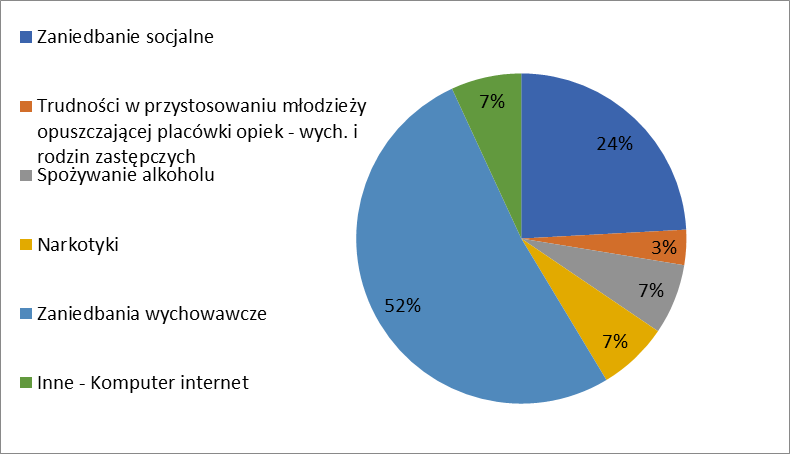 Zaniedbanie socjalne
Trudności w przystosowaniu młodzieży
opuszczającej placówki opiek - wych. i
rodzin zastępczych
Spożywanie alkoholu
Narkotyki
Zaniedbania wychowawcze
Inne - Komputer internet
7%
24%
3%
7%
7%
52%